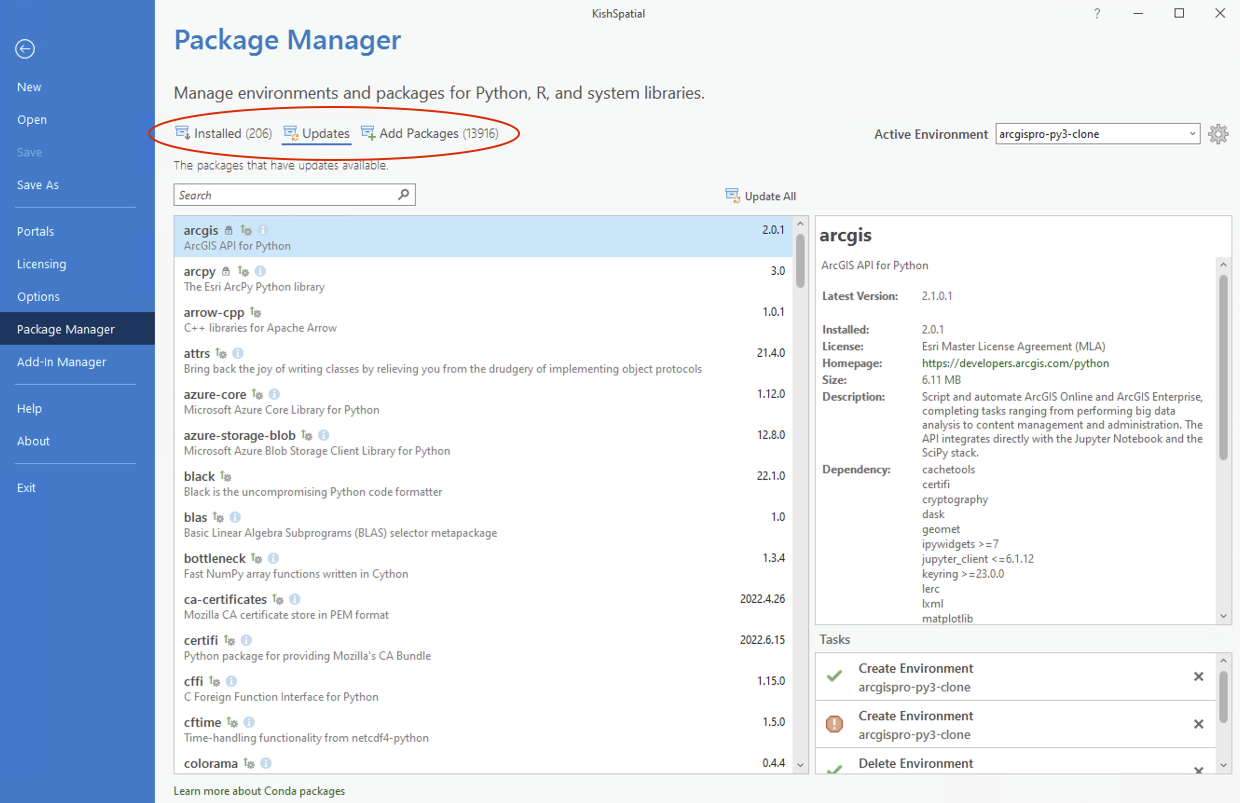 KishSpatial
?
Package Manager
Manage environments and packages for Python, R, and system libraries.
New
Open
Save
Save As
Portals
Licensing
Options
Package Manager
Add-In Manager
Help
About
Exit
Installed (206) Updates Add Packages (13916)
Active Environment arcgispro-py3-clone
The packages that have updates available.
Search
Update All
arcgis 2.0.1
ArcGIS API for Python
arcpy 3.0
The Esri ArcPy Python library
arrow-cpp 1.0.1
C++ libraries for Apache Arrow
attrs 21.4.0
Bring back the joy of writing classes by relieving you from the drudgery of implementing object protocols
azure-core 1.12.0
Microsoft Azure Core Library for Python
azure-storage-blob 12.8.0
Microsoft Azure Blob Storage Client Library for Python
black 22.1.0
Black is the uncompromising Python code formatter
blas 1.0
Basic Linear Algebra Subprograms (BLAS) selector metapackage
bottleneck 1.3.4
Fast NumPy array functions written in Cython
ca-certificates 2022.4.26
Mozilla CA certificate store in PEM format
certifi 2022.6.15
Python package for providing Mozilla's CA Bundle
cffi 1.15.0
C Foreign Function Interface for Python
cftime 1.5.0
Time-handling functionality from netcdf4-python
colorama 0.4.4
Learn more about Conda packages
arcgis
ArcGIS API for Python
Latest Version: 2.1.0.1
Installed: 2.0.1
License: Esri Master License Agreement (MLA)
Homepage: https://developers.arcgis.com/python
Size: 6.11 MB
Description: Script and automate ArcGIS Online and ArcGIS Enterprise,
completing tasks ranging from performing big data
analysis to content management and administration. The
API integrates directly with the Jupyter Notebook and the
SciPy stack.
Dependency: cachetools
certifi
cryptography
dask
geomet
ipywidgets >=7
jupyter_client <=6.1.12
keyring >=23.0.0
lerc
lxml
matplotlib
Tasks
Create Environment
arcgispro-py3-clone
Create Environment
arcgispro-py3-clone
Delete Environment